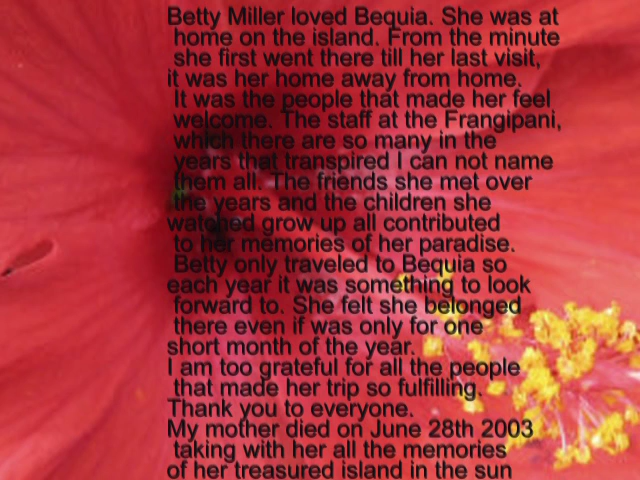 Betty Miller loved Bequia. She was at
home on the island. From the minute
she first went there till her last visit,
it was her home away from home.
It was the people that made her feel
welcome. The staff at the Frangipani,
which there are so many in the
years that transpired I can not name
them all. The friends she met over
the years and the children she
watched grow up all contributed
to her memories of her paradise.
Betty only traveled to Bequia so
each year it was something to look
forward to. She felt she belonged
there even if was only for one
short month of the year.
I am too grateful for all the people
that made her trip so fulfilling.
Thank you to everyone.
My mother died on June 28th 2003
taking with her all the memories
of her treasured island in the sun